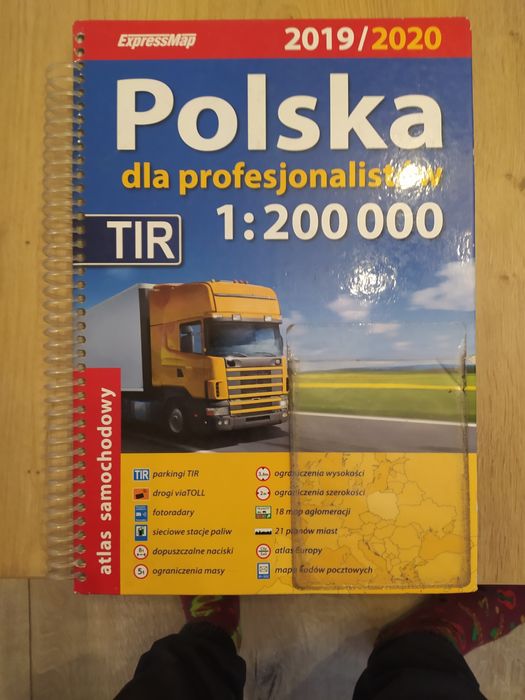 ExpressMap
2019/2020
Polska
dla profesjonalistów
1:200 000
TIR
atlas samochodowy
TIR parkingi TIR
drogi viaTOLL
fotoradary
sieciowe stacje paliw
dopuszczalne naciski
5t ograniczenia masy
ograniczenia wysokości
ograniczenia szerokości
18 map aglomeracji
21 planów miast
atlas Europy
mapa kodów pocztowych